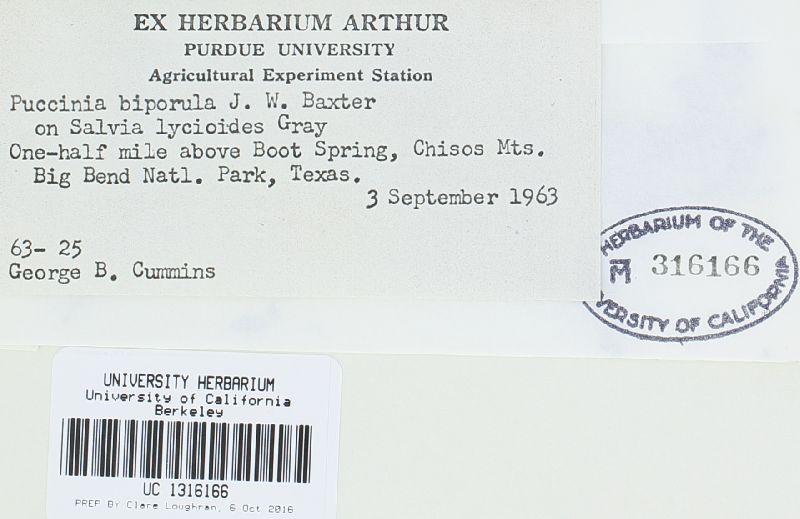 EX HERBARIUM ARTHUR
PURDUE UNIVERSITY
Agricultural Experiment Station
Puccinia biporula J. W. Baxter
on Salvia lycioides Gray
One-half mile above Boot Spring, Chisos Mts.
Big Bend Natl. Park, Texas.
3 September 1963
63- 25
George B. Cummins
HERBARIUM OF THE
M 316166
VERSITY OF CALIFORNIA
UNIVERSITY HERBARIUM
University of California
Berkeley
UC 1316166
PREP By Clare Loughran, 6 Oct 2016